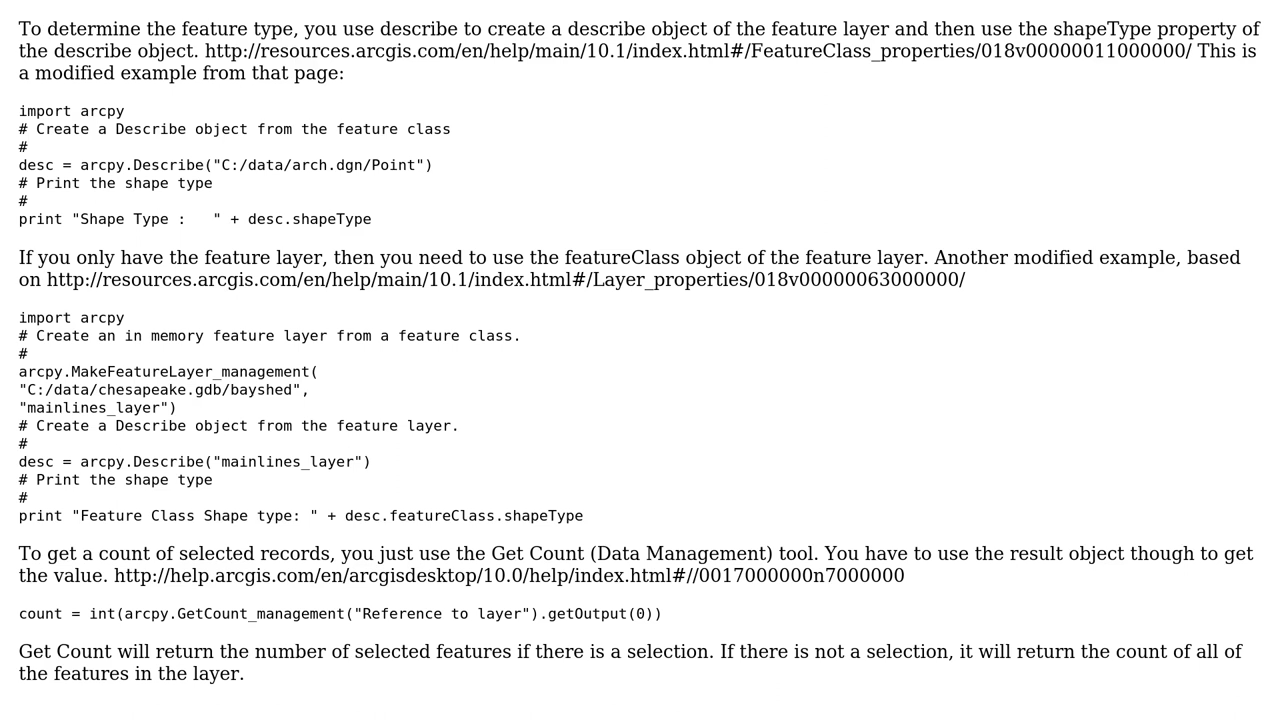 To determine the feature type, you use describe to create a describe object of the feature layer and then use the shapeType property of
the describe object. http://resources.arcgis.com/en/help/main/10.1/index.html#/FeatureClass_properties/018v00000011000000/ This is
a modified example from that page:
import arcpy
# Create a Describe object from the feature class
#
desc = arcpy.Describe("C:/data/arch.dgn/Point")
# Print the shape type
#
print "Shape Type :   " + desc.shapeType
If you only have the feature layer, then you need to use the featureClass object of the feature layer. Another modified example, based
on http://resources.arcgis.com/en/help/main/10.1/index.html#/Layer_properties/018v00000063000000/
import arcpy
# Create an in memory feature layer from a feature class.
#
arcpy.MakeFeatureLayer_management(
"C:/data/chesapeake.gdb/bayshed",
"mainlines_layer")
# Create a Describe object from the feature layer.
#
desc = arcpy.Describe("mainlines_layer")
# Print the shape type
#
print "Feature Class Shape type: " + desc.featureClass.shapeType
To get a count of selected records, you just use the Get Count (Data Management) tool. You have to use the result object though to get
the value. http://help.arcgis.com/en/arcgisdesktop/10.0/help/index.html#//0017000000n7000000
count = int(arcpy.GetCount_management("Reference to layer").getOutput(0))
Get Count will return the number of selected features if there is a selection. If there is not a selection, it will return the count of all of
the features in the layer.